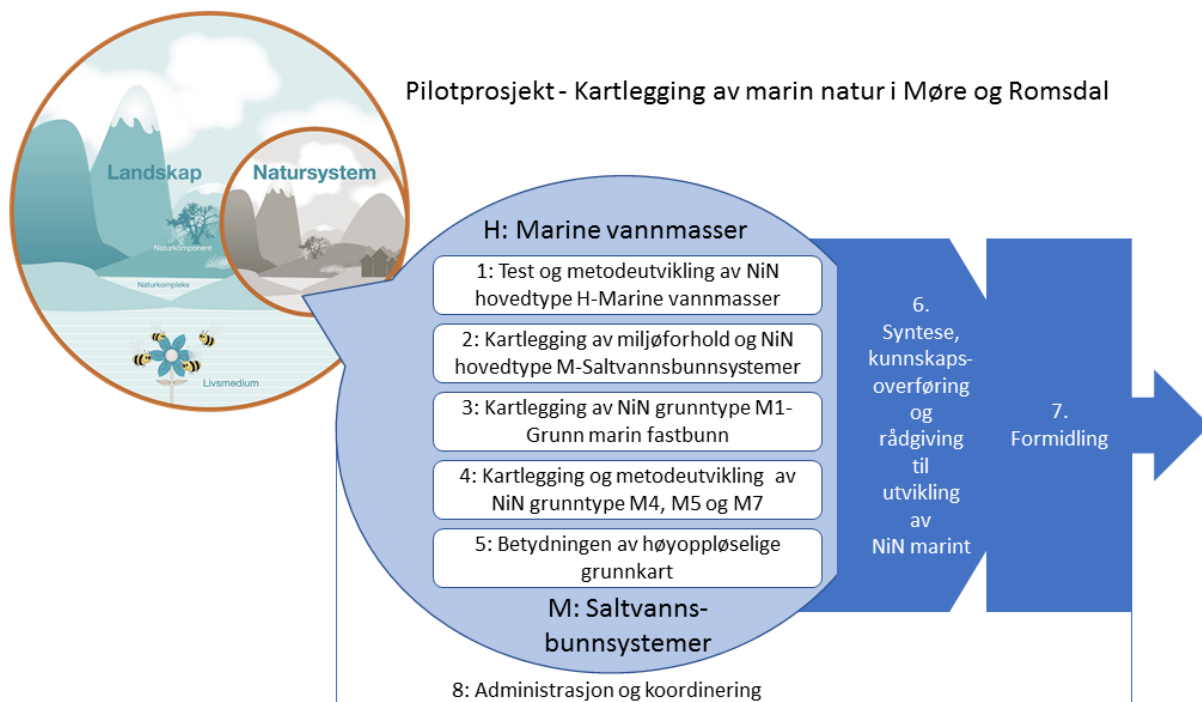 Pilotprosjekt - Kartlegging av marin natur i Møre og Romsdal
Landskap
Natursystem
Naturkomponent
Naturkompleks
Livsmedium
H: Marine vannmasser
1: Test og metodeutvikling av NiN
hovedtype H-Marine vannmasser
2: Kartlegging av miljøforhold og NiN
hovedtype M-Saltvannsbunnsystemer
3: Kartlegging av NiN grunntype M1-
Grunn marin fastbunn
4: Kartlegging og metodeutvikling av
NiN grunntype M4, M5 og M7
5: Betydningen av høyoppløselige
grunnkart
M: Saltvanns-
bunnsystemer
6.
Syntese,
kunnskaps-
overføring
og
rådgiving
til
utvikling
av
NiN marint
7.
Formidling
8: Administrasjon og koordinering